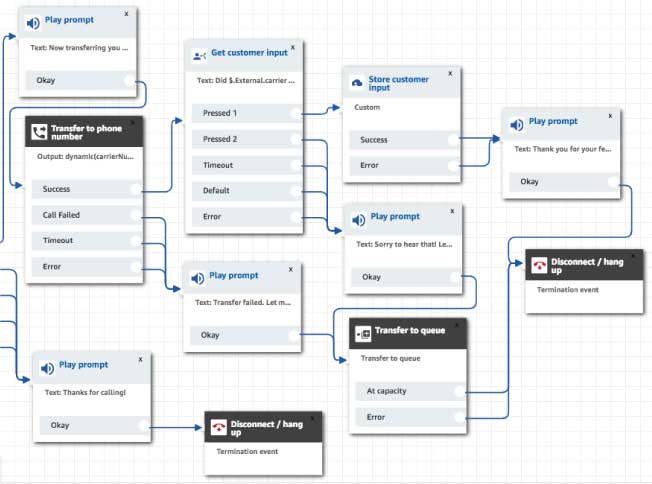 Play prompt
x
Text: Now transferring you ...
Okay
Transfer to phone
number
x
Output: dynamic(carrierNu...
Success
Call Failed
Timeout
Error
Get customer input
x
Text: Did $.External.carrier ...
Pressed 1
Pressed 2
Timeout
Default
Error
Store customer
input
x
Custom
Success
Error
Play prompt
x
Text: Thank you for your fe...
Okay
Play prompt
x
Text: Sorry to hear that! Le...
Okay
Play prompt
x
Text: Transfer failed. Let m...
Okay
Disconnect / hang
up
x
Termination event
Transfer to queue
x
Transfer to queue
At capacity
Error
Play prompt
x
Text: Thanks for calling!
Okay
Disconnect / hang
up
x
Termination event